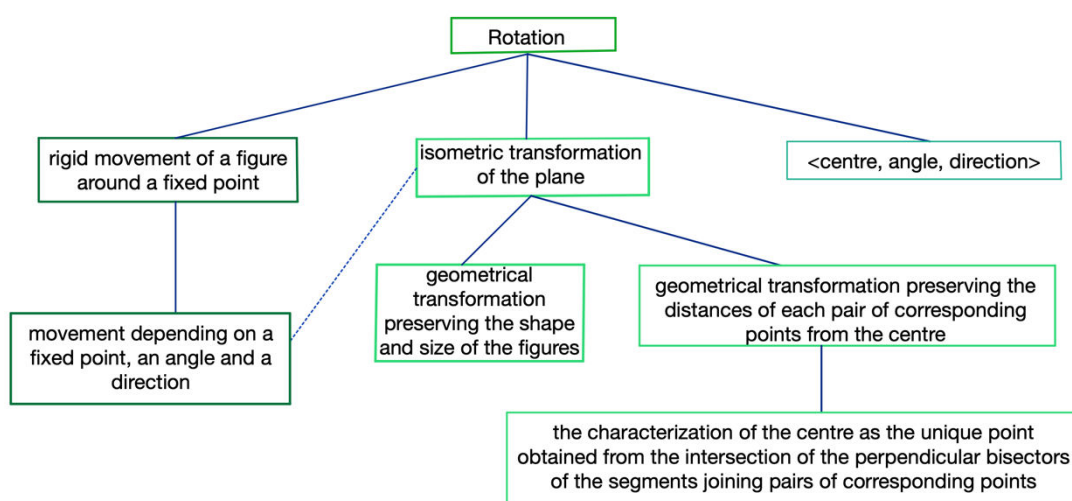 Rotation
rigid movement of a figure
around a fixed point
isometric transformation
of the plane
<centre, angle, direction>
geometrical
transformation
preserving the shape
and size of the figures
geometrical transformation preserving the
distances of each pair of corresponding
points from the centre
movement depending on a
fixed point, an angle and a
direction
the characterization of the centre as the unique point
obtained from the intersection of the perpendicular bisectors
of the segments joining pairs of corresponding points